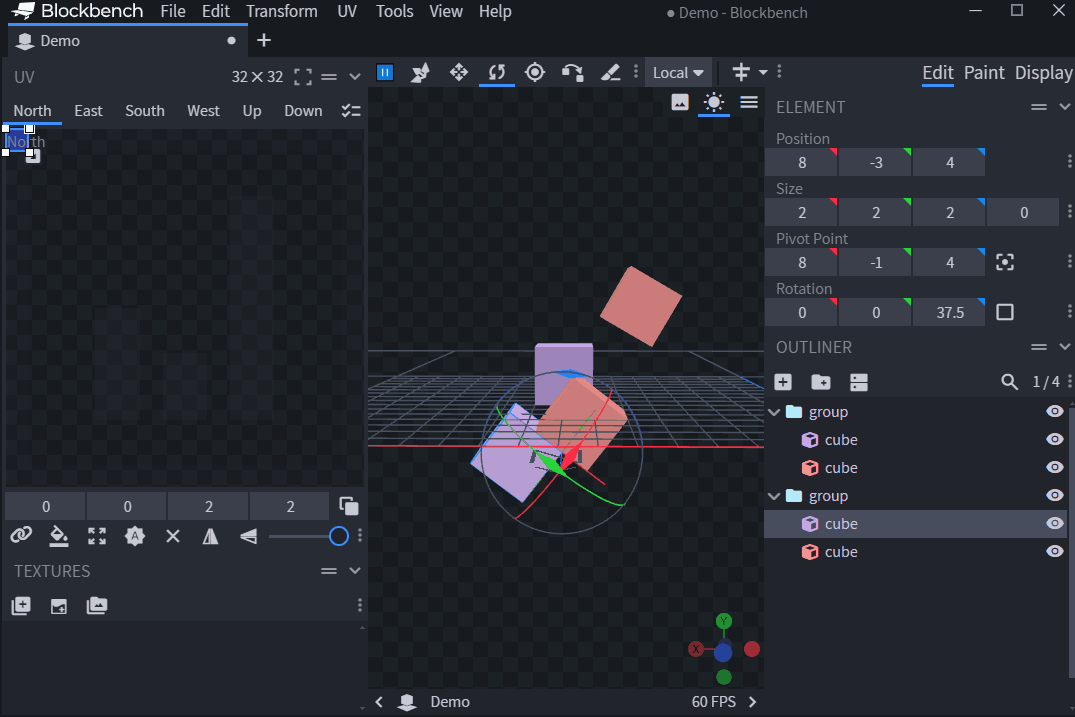 Blockbench File Edit Transform UV Tools View Help ● Demo - Blockbench
Demo
UV 32 × 32
North East South West Up Down
North
0 0 2 2
TEXTURES
Local
Edit Paint Display
ELEMENT
Position
8 -3 4
Size
2 2 2 0
Pivot Point
8 -1 4
Rotation
0 0 37.5
OUTLINER
1 / 4
group
cube
cube
group
cube
cube
Y
X
Demo 60 FPS